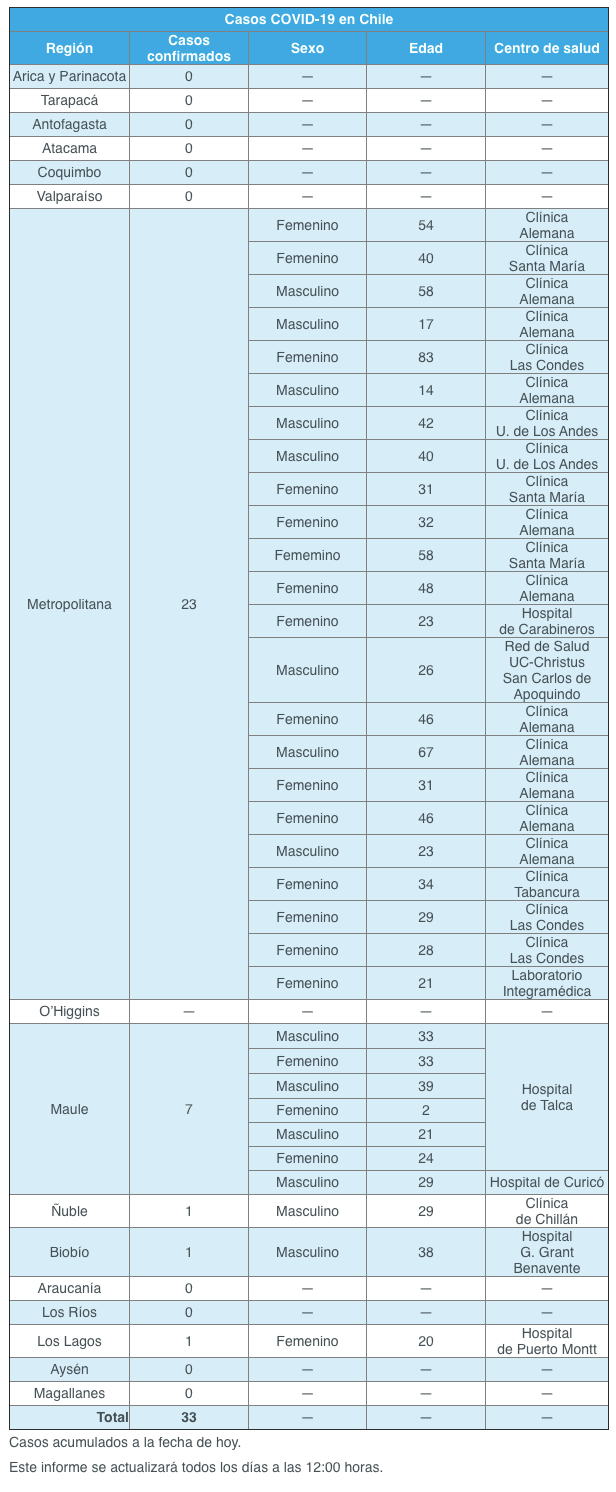 Casos COVID-19 en Chile
Región Casos confirmados Sexo Edad Centro de salud
Arica y Parinacota 0 — — —
Tarapacá 0 — — —
Antofagasta 0 — — —
Atacama 0 — — —
Coquimbo 0 — — —
Valparaíso 0 — — —
Metropolitana 23
Femenino 54 Clínica Alemana
Femenino 40 Clínica Santa María
Masculino 58 Clínica Alemana
Masculino 17 Clínica Alemana
Femenino 83 Clínica Las Condes
Masculino 14 Clínica Alemana
Masculino 42 Clínica U. de Los Andes
Masculino 40 Clínica U. de Los Andes
Femenino 31 Clínica Santa María
Femenino 32 Clínica Alemana
Fememino 58 Clínica Santa María
Femenino 48 Clínica Alemana
Femenino 23 Hospital de Carabineros
Masculino 26 Red de Salud UC-Christus San Carlos de Apoquindo
Femenino 46 Clínica Alemana
Masculino 67 Clínica Alemana
Femenino 31 Clínica Alemana
Femenino 46 Clínica Alemana
Masculino 23 Clínica Alemana
Femenino 34 Clínica Tabancura
Femenino 29 Clínica Las Condes
Femenino 28 Clínica Las Condes
Femenino 21 Laboratorio Integramédica
O’Higgins — — — —
Maule 7
Masculino 33 Hospital de Talca
Femenino 33
Masculino 39
Femenino 2
Masculino 21
Femenino 24
Masculino 29 Hospital de Curicó
Ñuble 1 Masculino 29 Clínica de Chillán
Biobío 1 Masculino 38 Hospital G. Grant Benavente
Araucanía 0 — — —
Los Ríos 0 — — —
Los Lagos 1 Femenino 20 Hospital de Puerto Montt
Aysén 0 — — —
Magallanes 0 — — —
Total 33 — — —
Casos acumulados a la fecha de hoy.
Este informe se actualizará todos los días a las 12:00 horas.